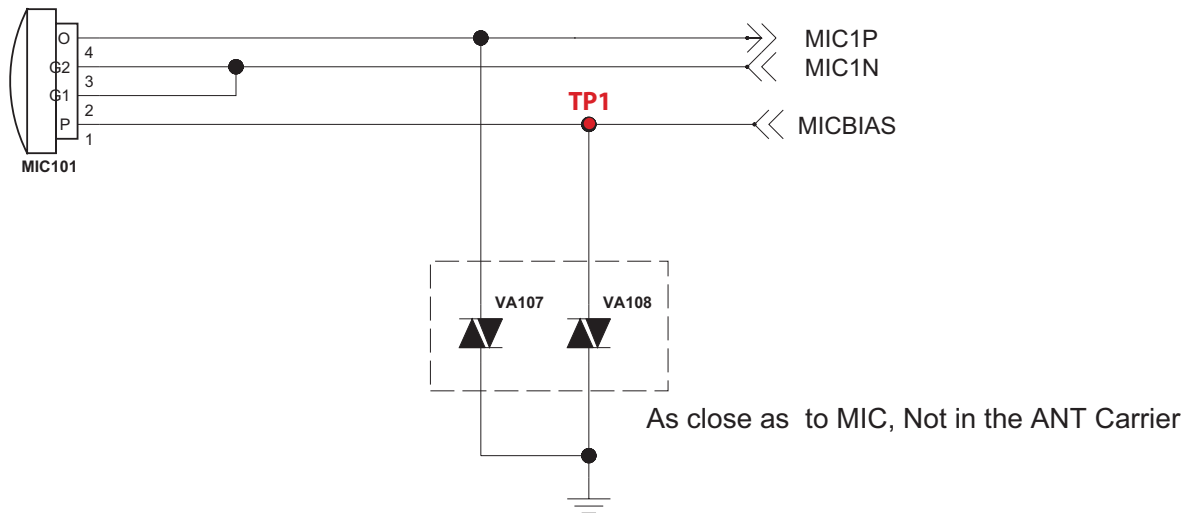 O
4
MIC1P
G2
3
MIC1N
G1
2
TP1
P
1
MICBIAS
MIC101
VA107
VA108
As close as to MIC, Not in the ANT Carrier